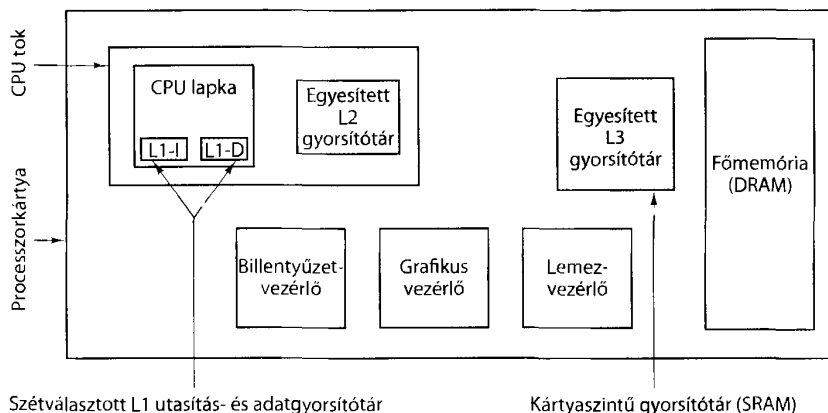 CPU tok
Processzorkártya
CPU lapka
L1-I
L1-D
Egyesített
L2
gyorsítótár
Egyesített
L3
gyorsítótár
Főmemória
(DRAM)
Billentyűzet-
vezérlő
Grafikus
vezérlő
Lemez-
vezérlő
Szétválasztott L1 utasítás- és adatgyorsítótár
Kártyaszintű gyorsítótár (SRAM)